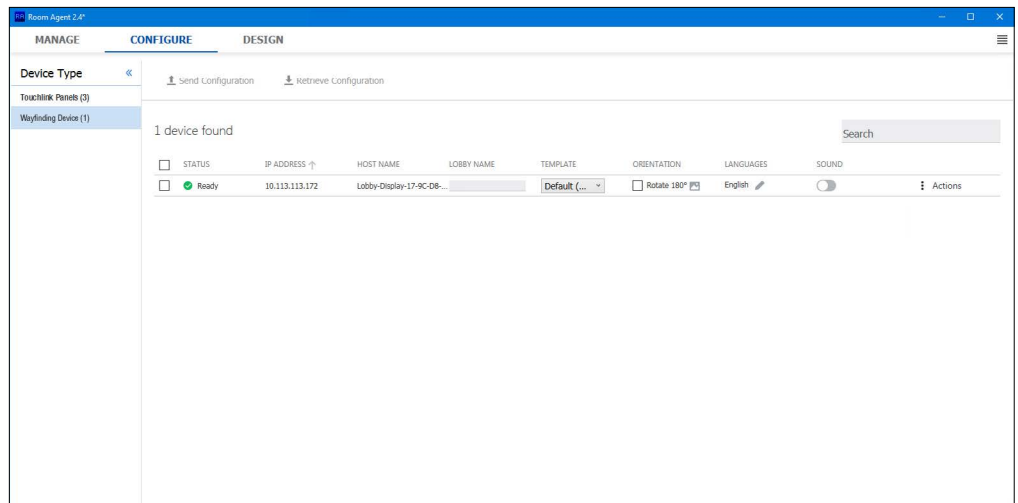 RA Room Agent 2.4*
MANAGE CONFIGURE DESIGN
Device Type «
Send Configuration Retrieve Configuration
Touchlink Panels (3)
Wayfinding Device (1)
1 device found
Search
STATUS IP ADDRESS ↑ HOST NAME LOBBY NAME TEMPLATE ORIENTATION LANGUAGES SOUND
Ready 10.113.113.172 Lobby-Display-17-9C-D8-... Default (... Rotate 180° English Actions